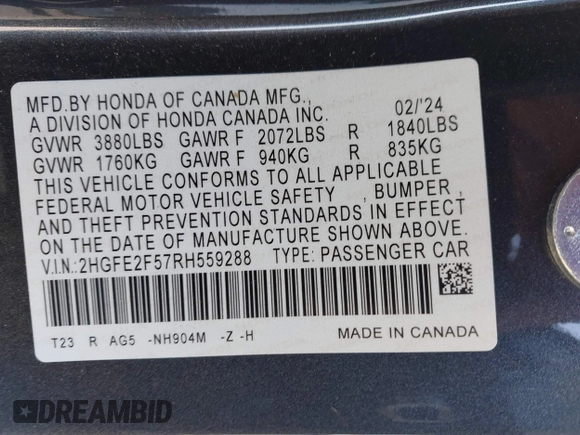 MFD.BY HONDA OF CANADA MFG.,
A DIVISION OF HONDA CANADA INC. 02/'24
GVWR 3880LBS GAWR F 2072LBS R 1840LBS
GVWR 1760KG GAWR F 940KG R 835KG
THIS VEHICLE CONFORMS TO ALL APPLICABLE
FEDERAL MOTOR VEHICLE SAFETY , BUMPER ,
AND THEFT PREVENTION STANDARDS IN EFFECT
ON THE DATE OF MANUFACTURE SHOWN ABOVE.
V.I.N.:2HGFE2F57RH559288 TYPE: PASSENGER CAR
T23 R AG5 -NH904M -Z -H MADE IN CANADA
DREAMBID